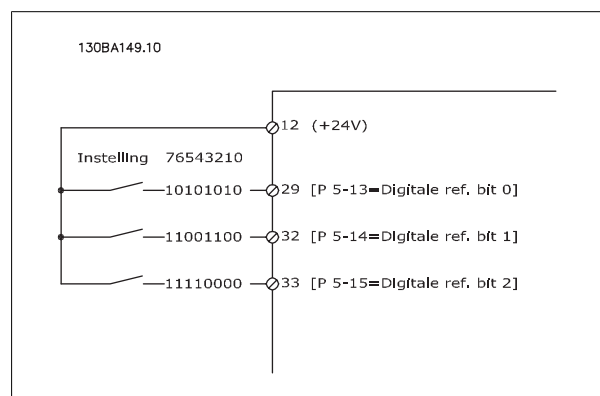 130BA149.10
12 (+24V)
Instelling 76543210
10101010 29 [P 5-13=Digitale ref. bit 0]
11001100 32 [P 5-14=Digitale ref. bit 1]
11110000 33 [P 5-15=Digitale ref. bit 2]